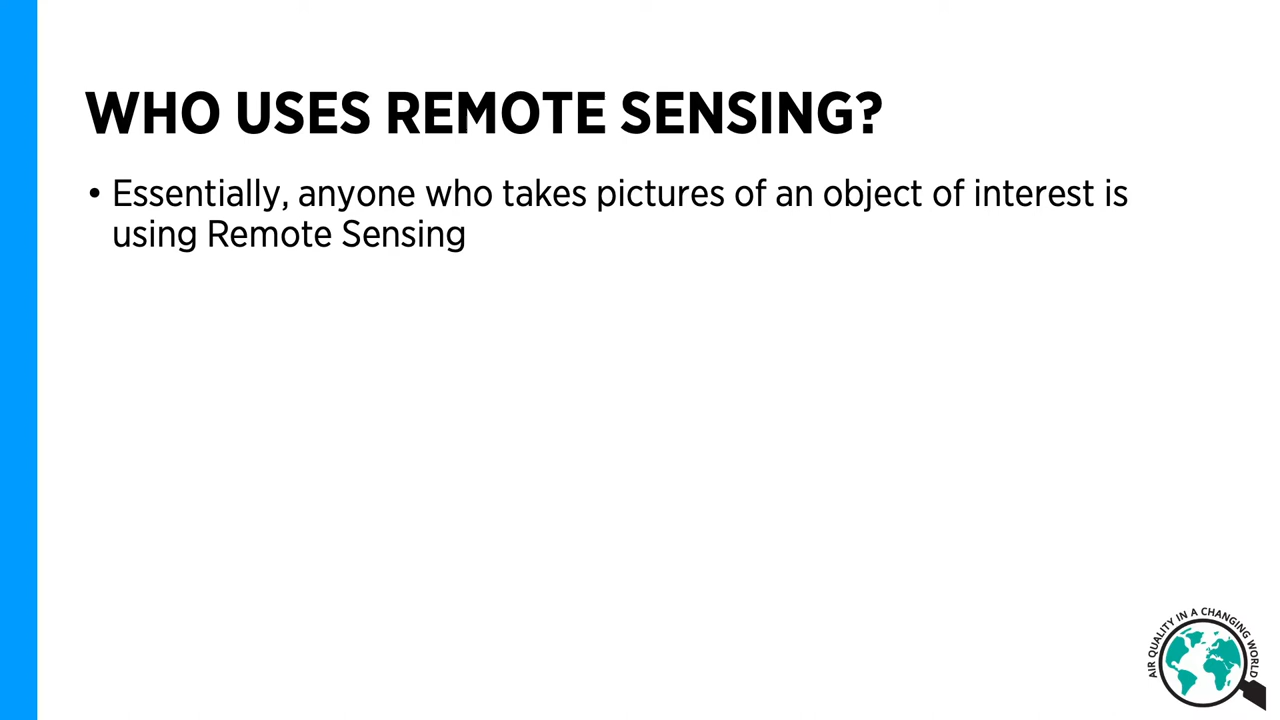 WHO USES REMOTE SENSING?
• Essentially, anyone who takes pictures of an object of interest is
using Remote Sensing
AIR QUALITY IN A CHANGING WORLD